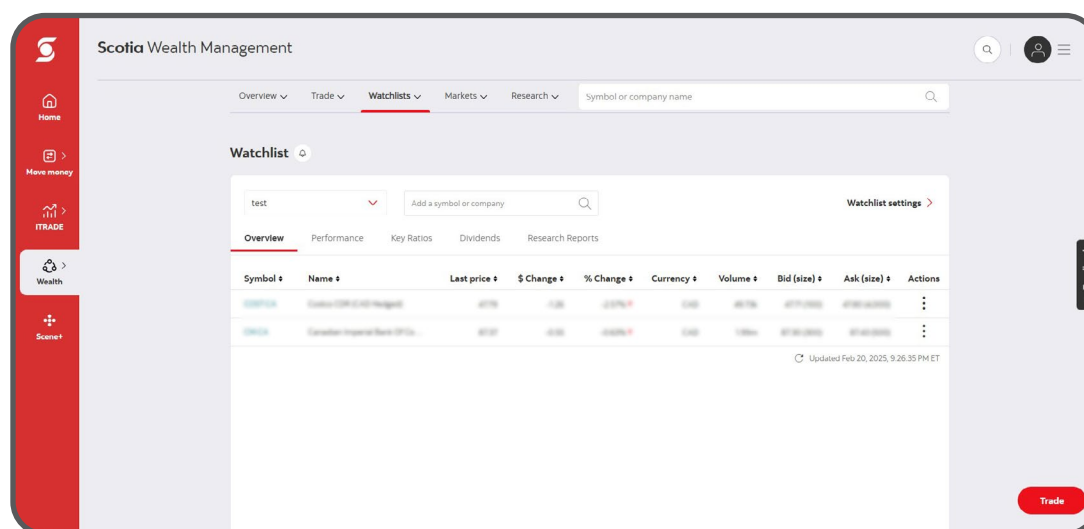 Scotia Wealth Management
Home
Move money
ITRADE
Wealth
Scene+
Overview Trade Watchlists Markets Research Symbol or company name
Watchlist
test Add a symbol or company Watchlist settings
Overview Performance Key Ratios Dividends Research Reports
Symbol Name Last price $ Change % Change Currency Volume Bid (size) Ask (size) Actions
Updated Feb 20, 2025, 9:26:35 PM ET
Trade